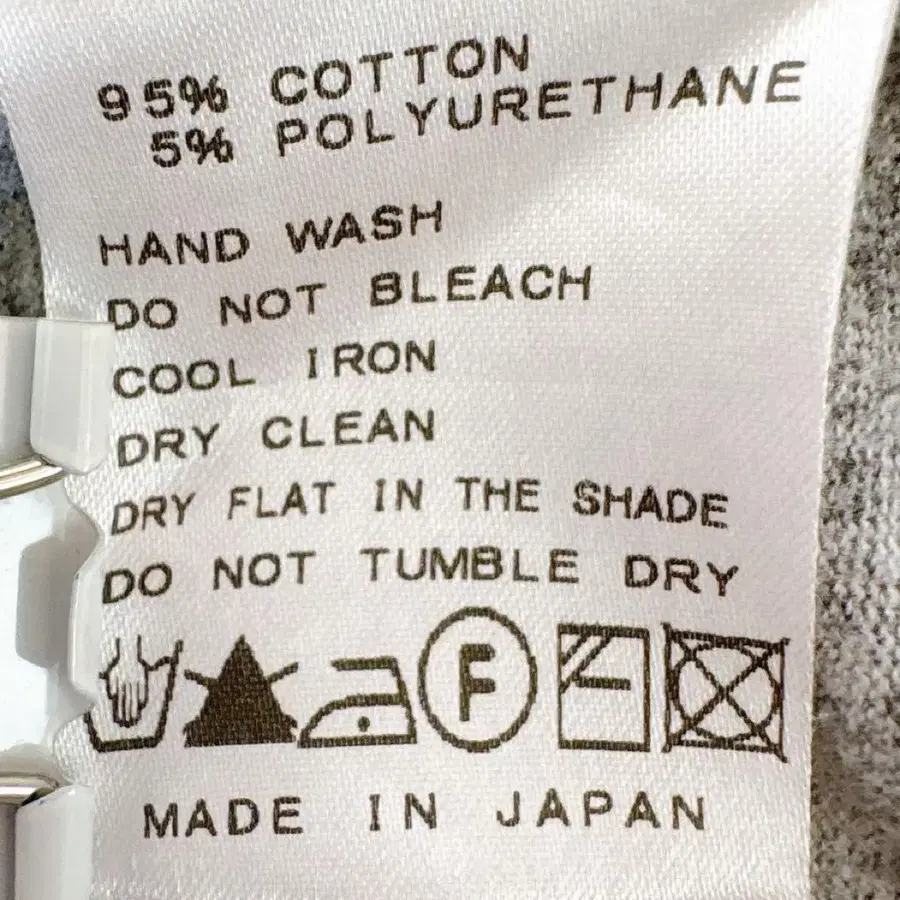 95% COTTON
5% POLYURETHANE
HAND WASH
DO NOT BLEACH
COOL IRON
DRY CLEAN
DRY FLAT IN THE SHADE
DO NOT TUMBLE DRY
F
MADE IN JAPAN